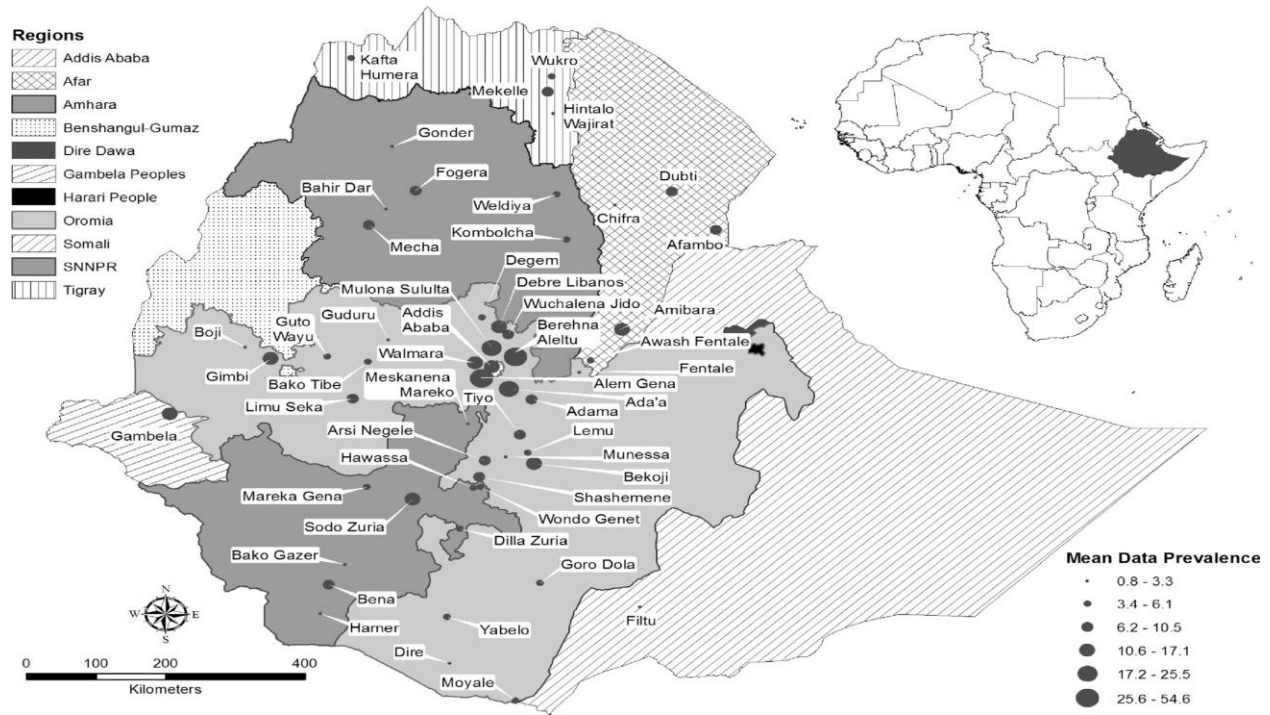 Regions
Addis Ababa
Afar
Amhara
Benshangul-Gumaz
Dire Dawa
Gambela Peoples
Harari People
Oromia
Somali
SNNPR
Tigray
Kafta
Humera
Wukro
Mekelle
Hintalo
Wajirat
Gonder
Fogera
Bahir Dar
Weldiya
Dubti
Chifra
Mecha
Kombolcha
Afambo
Degem
Mulona Sululta
Debre Libanos
Wuchalena Jido
Guduru
Addis
Ababa
Berehna
Aleltu
Amibara
Boji
Guto
Wayu
Walmara
Awash Fentale
Gimbi
Bako Tibe
Meskanena
Mareko
Fentale
Alem Gena
Tiyo
Ada'a
Limu Seka
Adama
Gambela
Arsi Negele
Lemu
Hawassa
Munessa
Bekoji
Mareka Gena
Shashemene
Sodo Zuria
Wondo Genet
Dilla Zuria
Bako Gazer
Goro Dola
Bena
Hamer
Yabelo
Filtu
Dire
Moyale
N
W E
S
0 100 200 400
Kilometers
Mean Data Prevalence
0.8 - 3.3
3.4 - 6.1
6.2 - 10.5
10.6 - 17.1
17.2 - 25.5
25.6 - 54.6